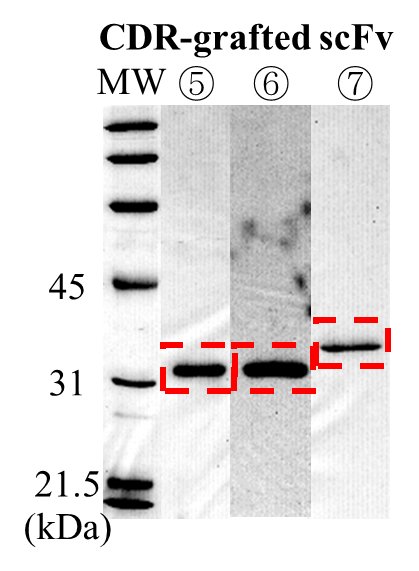 CDR-grafted scFv
MW ⑤ ⑥ ⑦
45
31
21.5
(kDa)